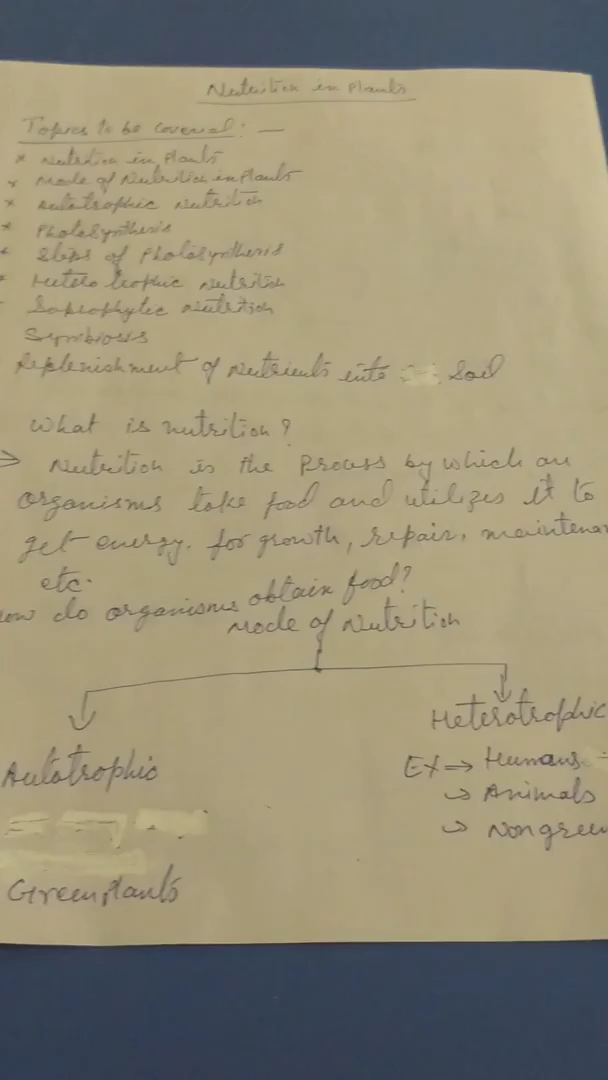 Nutrition in Plants
Topics to be covered: —
* Nutrition in Plants
* Mode of Nutrition in Plants
* Autotrophic Nutrition
* Photosynthesis
* Steps of Photosynthesis
* Heterotrophic Nutrition
- Saprophytic Nutrition
Symbiosis
Replenishment of Nutrients into Soil
What is nutrition?
⇒ Nutrition is the process by which an
organisms take food and utilizes it to
get energy. for growth, repair, maintenan
etc.
ow do organisms obtain food?
Mode of Nutrition
Heterotrophic
Autotrophic
Ex ⇒ Humans
↪ Animals
↪ Nongreen
Green plants